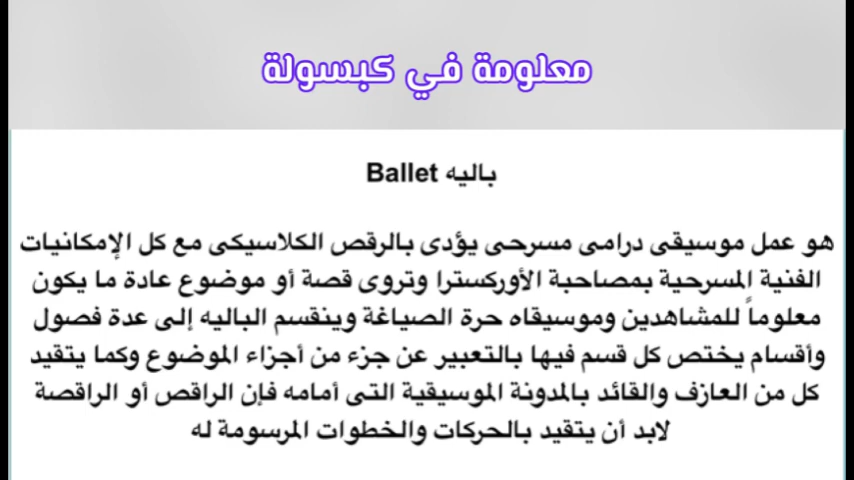 معلومة في كبسولة
باليه Ballet
هو عمل موسيقى درامى مسرحى يؤدى بالرقص الكلاسيكى مع كل الإمكانيات
الفنية المسرحية بمصاحبة الأوركسترا وتروى قصة أو موضوع عادة ما يكون
معلوماً للمشاهدين وموسيقاه حرة الصياغة وينقسم الباليه إلى عدة فصول
وأقسام يختص كل قسم فيها بالتعبير عن جزء من أجزاء الموضوع وكما يتقيد
كل من العازف والقائد بالمدونة الموسيقية التى أمامه فإن الراقص أو الراقصة
لابد أن يتقيد بالحركات والخطوات المرسومة له